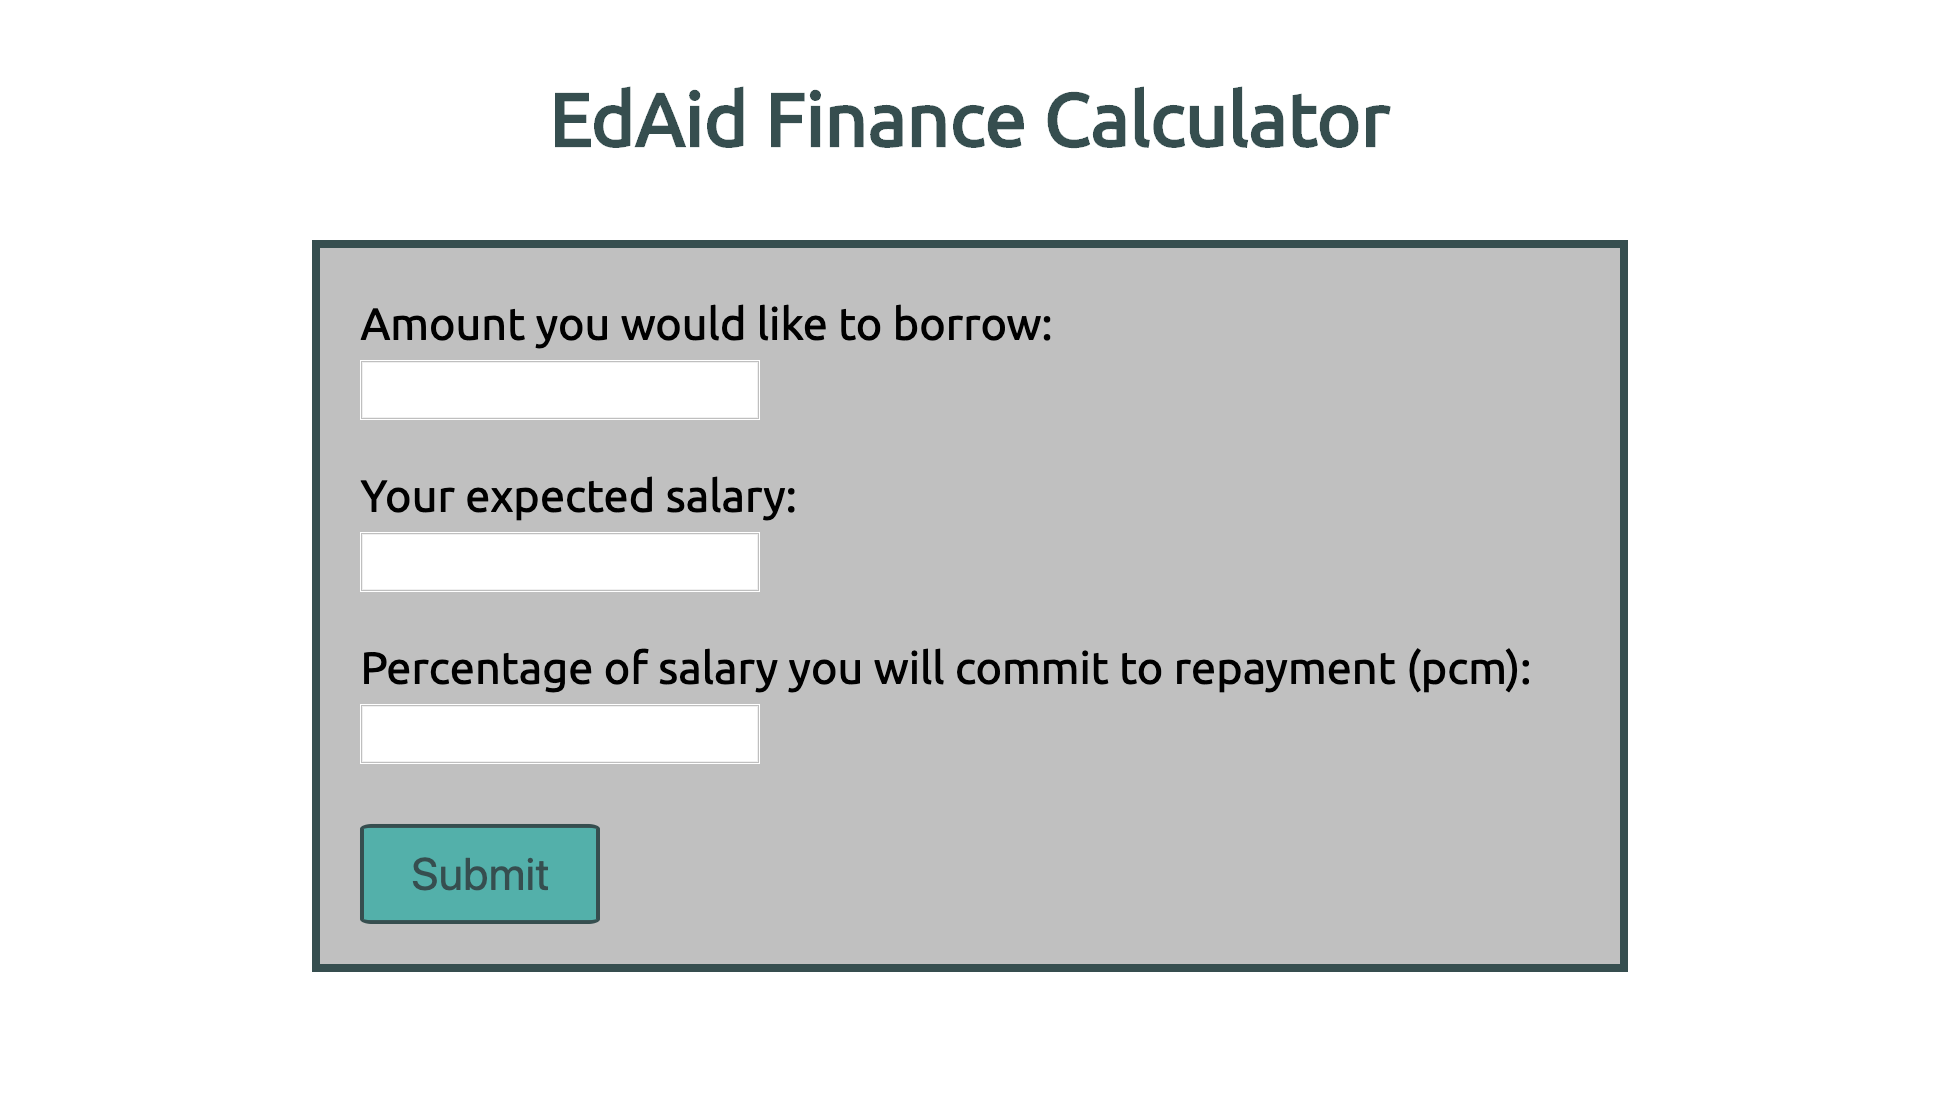 EdAid Finance Calculator
Amount you would like to borrow:
Your expected salary:
Percentage of salary you will commit to repayment (pcm):
Submit